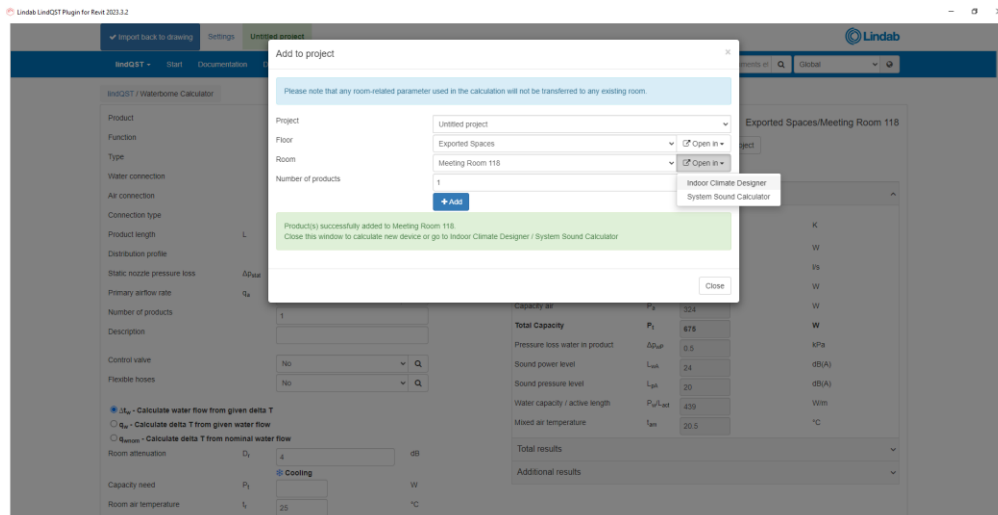 Lindab LindQST Plugin for Revit 2023.3.2
Import back to drawing Settings Untitled project
Lindab
lindQST Start Documentation Global
lindQST / Waterborne Calculator
Add to project ×
Please note that any room-related parameter used in the calculation will not be transferred to any existing room.
Project Untitled project
Floor Exported Spaces Open in
Room Meeting Room 118 Open in
Number of products 1
Indoor Climate Designer
System Sound Calculator
+ Add
Product(s) successfully added to Meeting Room 118.
Close this window to calculate new device or go to Indoor Climate Designer / System Sound Calculator
Close
Exported Spaces/Meeting Room 118
Product
Function
Type
Water connection
Air connection
Connection type
Product length L
Distribution profile
Static nozzle pressure loss
Primary airflow rate qa
Number of products 1
Description
Control valve No
Flexible hoses No
Δtw - Calculate water flow from given delta T
qw - Calculate delta T from given water flow
- Calculate delta T from nominal water flow
Room attenuation Dr 4 dB
Cooling
Capacity need Pt W
Room air temperature tr 25 °C
K
W
l/s
W
Capacity air Pa 324 W
Total Capacity Pt 878 W
Pressure loss water in product 0.5 kPa
Sound power level LwA 24 dB(A)
Sound pressure level LpA 20 dB(A)
Water capacity / active length 439 W/m
Mixed air temperature 20.5 °C
Total results
Additional results